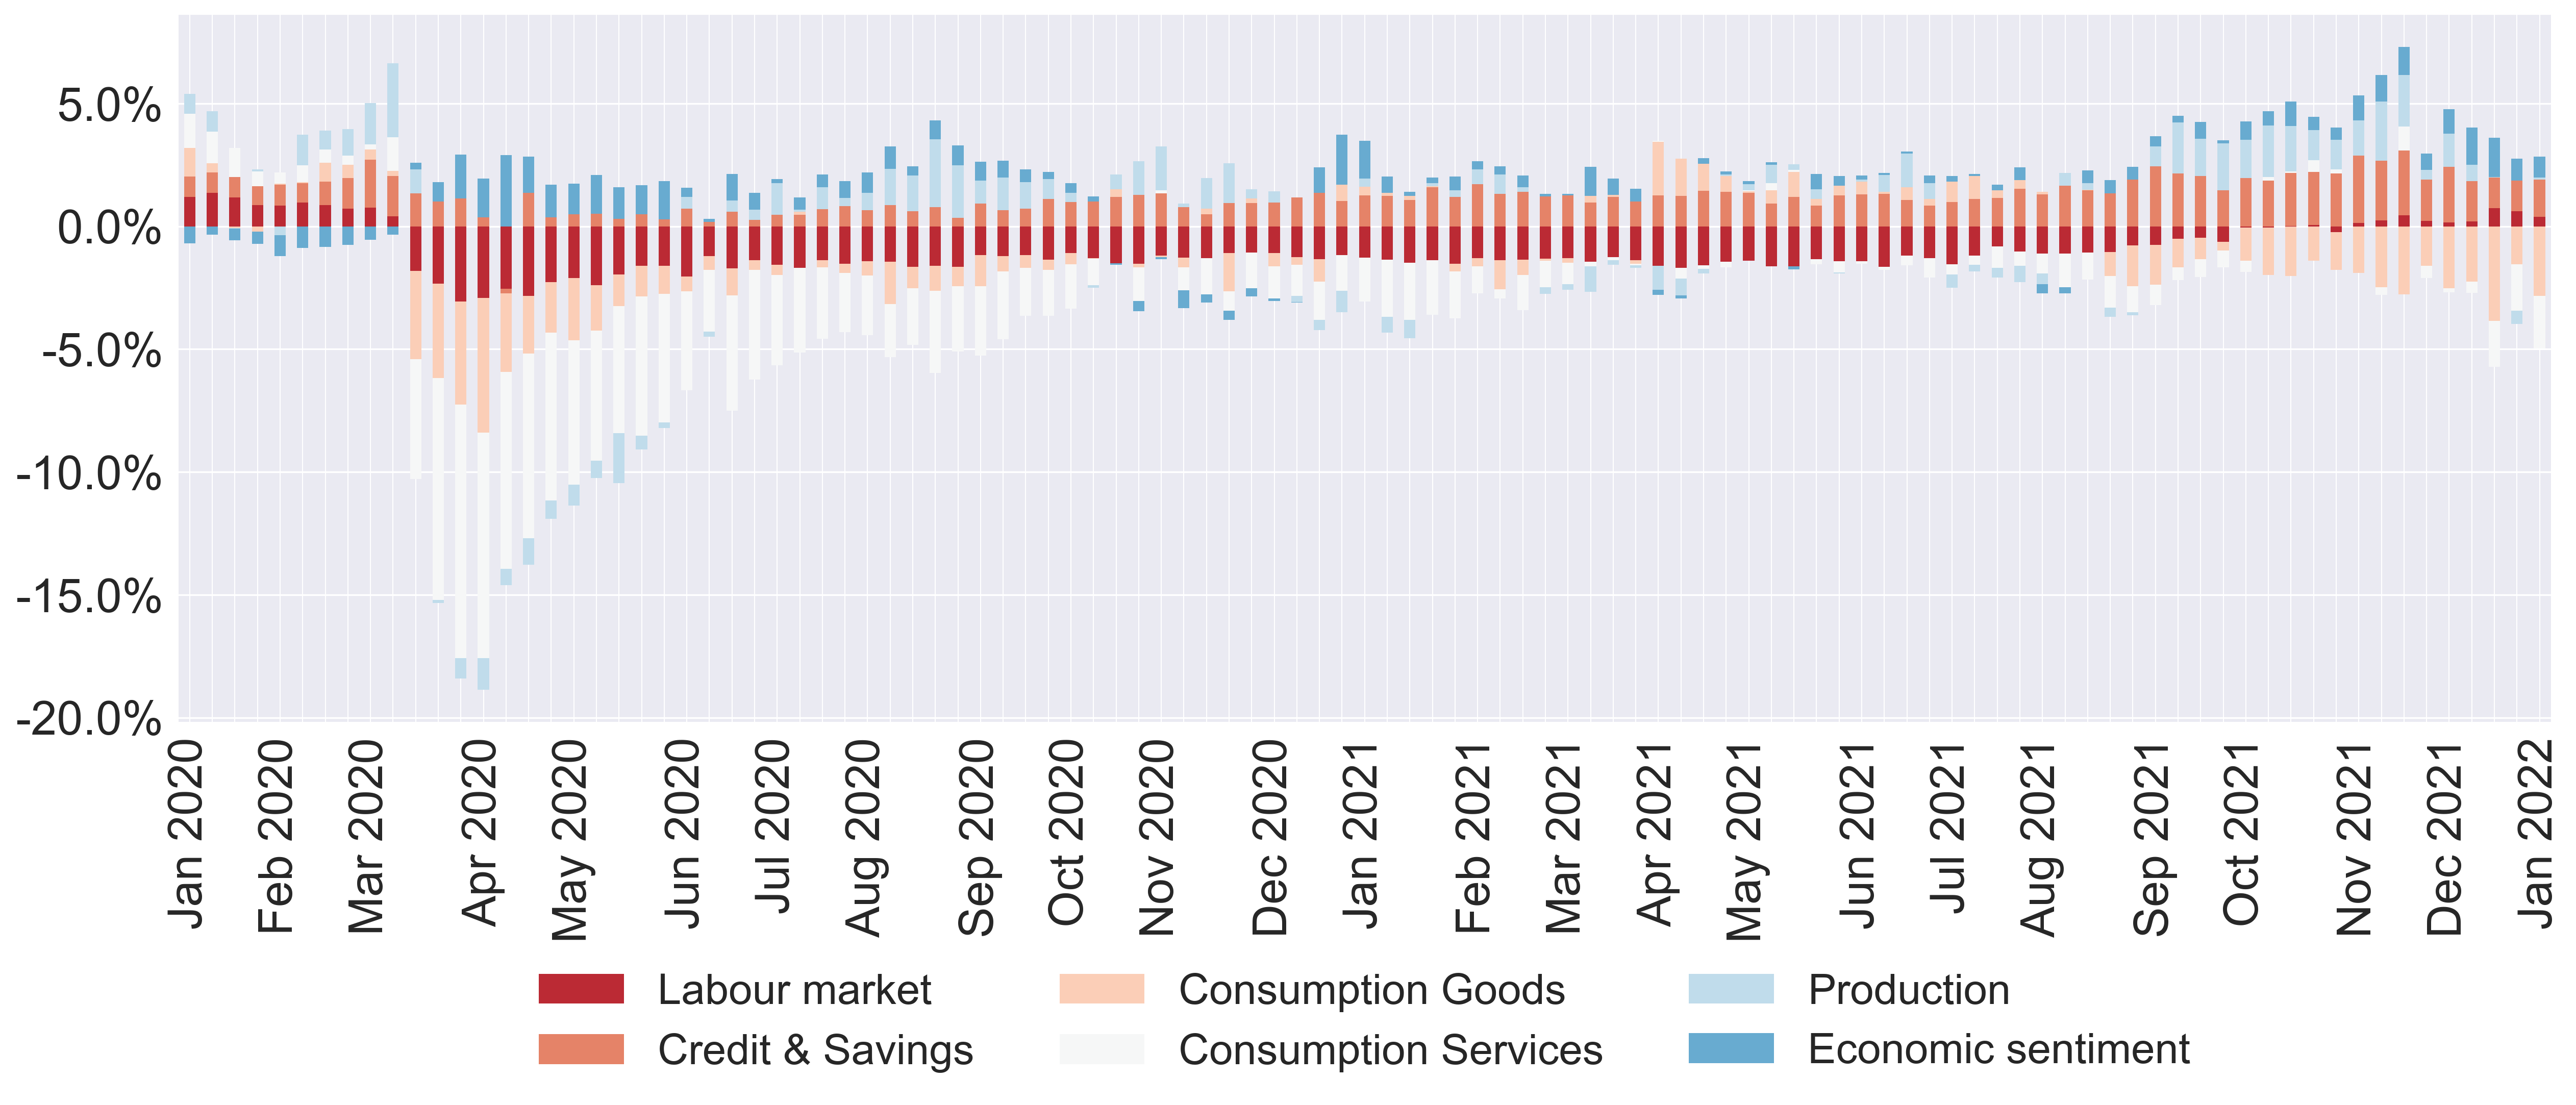 5.0%
0.0%
-5.0%
-10.0%
-15.0%
-20.0%
Jan 2020
Feb 2020
Mar 2020
Apr 2020
May 2020
Jun 2020
Jul 2020
Aug 2020
Sep 2020
Oct 2020
Nov 2020
Dec 2020
Jan 2021
Feb 2021
Mar 2021
Apr 2021
May 2021
Jun 2021
Jul 2021
Aug 2021
Sep 2021
Oct 2021
Nov 2021
Dec 2021
Jan 2022
Labour market
Consumption Goods
Production
Credit & Savings
Consumption Services
Economic sentiment